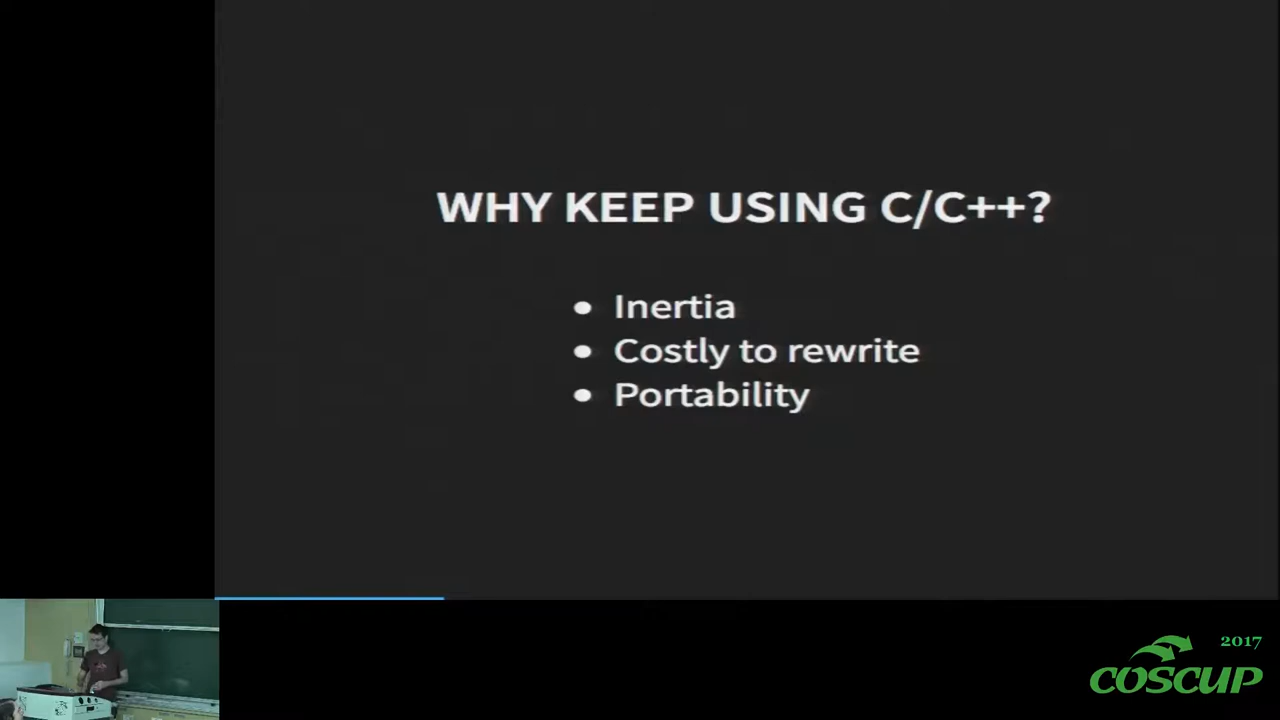 WHY KEEP USING C/C++?
• Inertia
• Costly to rewrite
• Portability
2017
COSCUP